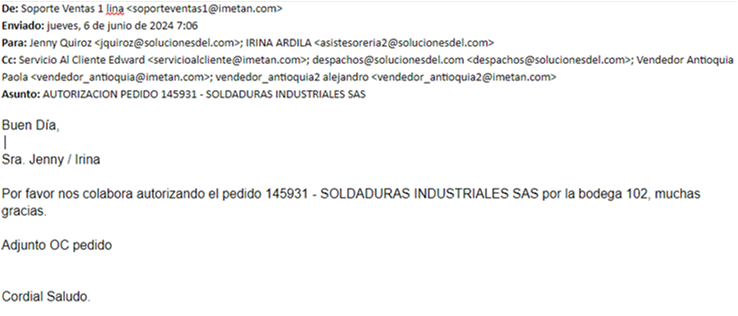 De: Soporte Ventas 1 lina <soporteventas1@imetan.com>
Enviado: jueves, 6 de junio de 2024 7:06
Para: Jenny Quiroz <jquiroz@solucionesdel.com>; IRINA ARDILA <asistesoreria2@solucionesdel.com>
Cc: Servicio Al Cliente Edward <servicioalcliente@imetan.com>; despachos@solucionesdel.com <despachos@solucionesdel.com>; Vendedor Antioquia
Paola <vendedor_antioquia@imetan.com>; vendedor_antioquia2 alejandro <vendedor_antioquia2@imetan.com>
Asunto: AUTORIZACION PEDIDO 145931 - SOLDADURAS INDUSTRIALES SAS
Buen Día,
Sra. Jenny / Irina
Por favor nos colabora autorizando el pedido 145931 - SOLDADURAS INDUSTRIALES SAS por la bodega 102, muchas
gracias.
Adjunto OC pedido
Cordial Saludo.